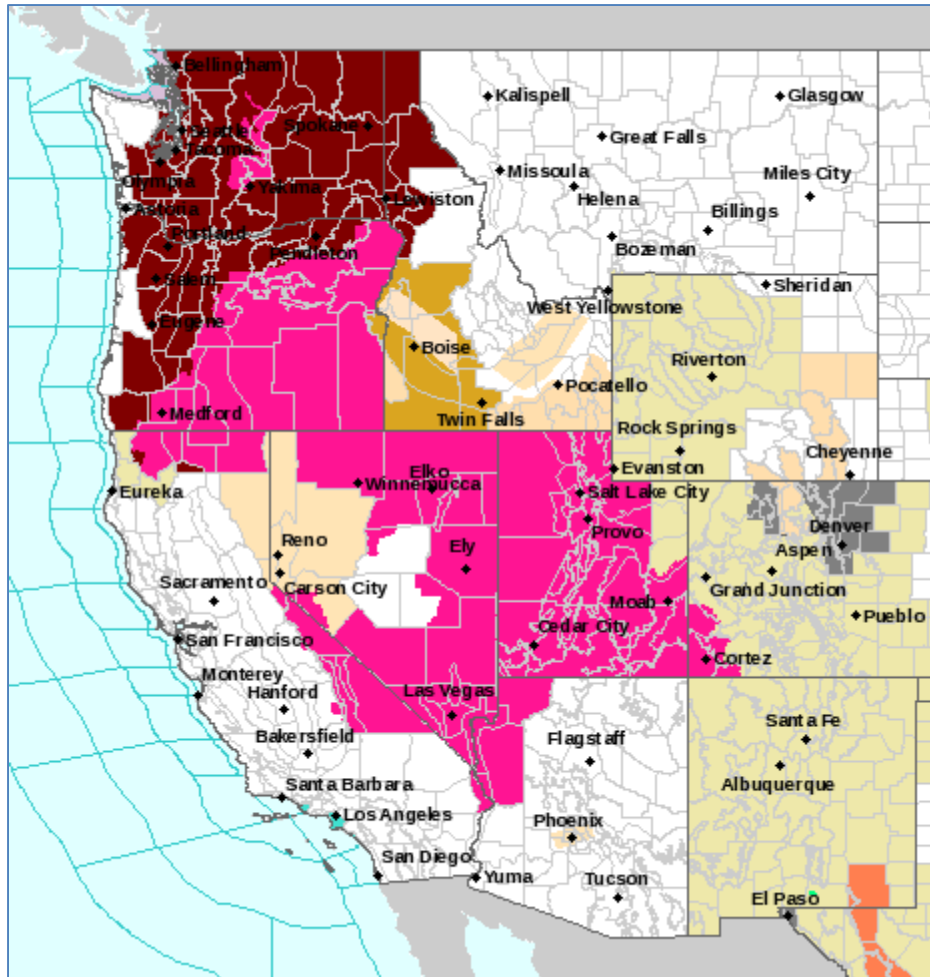 Bellingham
Kalispell
Glasgow
Seattle
Spokane
Great Falls
Tacoma
Missoula
Olympia
Yakima
Helena
Miles City
Lewiston
Astoria
Billings
Portland
Pendleton
Bozeman
Salem
Sheridan
West Yellowstone
Eugene
Boise
Riverton
Pocatello
Medford
Twin Falls
Rock Springs
Cheyenne
Elko
Evanston
Eureka
Winnemucca
Salt Lake City
Denver
Reno
Ely
Provo
Aspen
Sacramento
Carson City
Grand Junction
Moab
Pueblo
San Francisco
Cedar City
Cortez
Monterey
Hanford
Las Vegas
Santa Fe
Flagstaff
Bakersfield
Albuquerque
Santa Barbara
Los Angeles
Phoenix
San Diego
Yuma
Tucson
El Paso